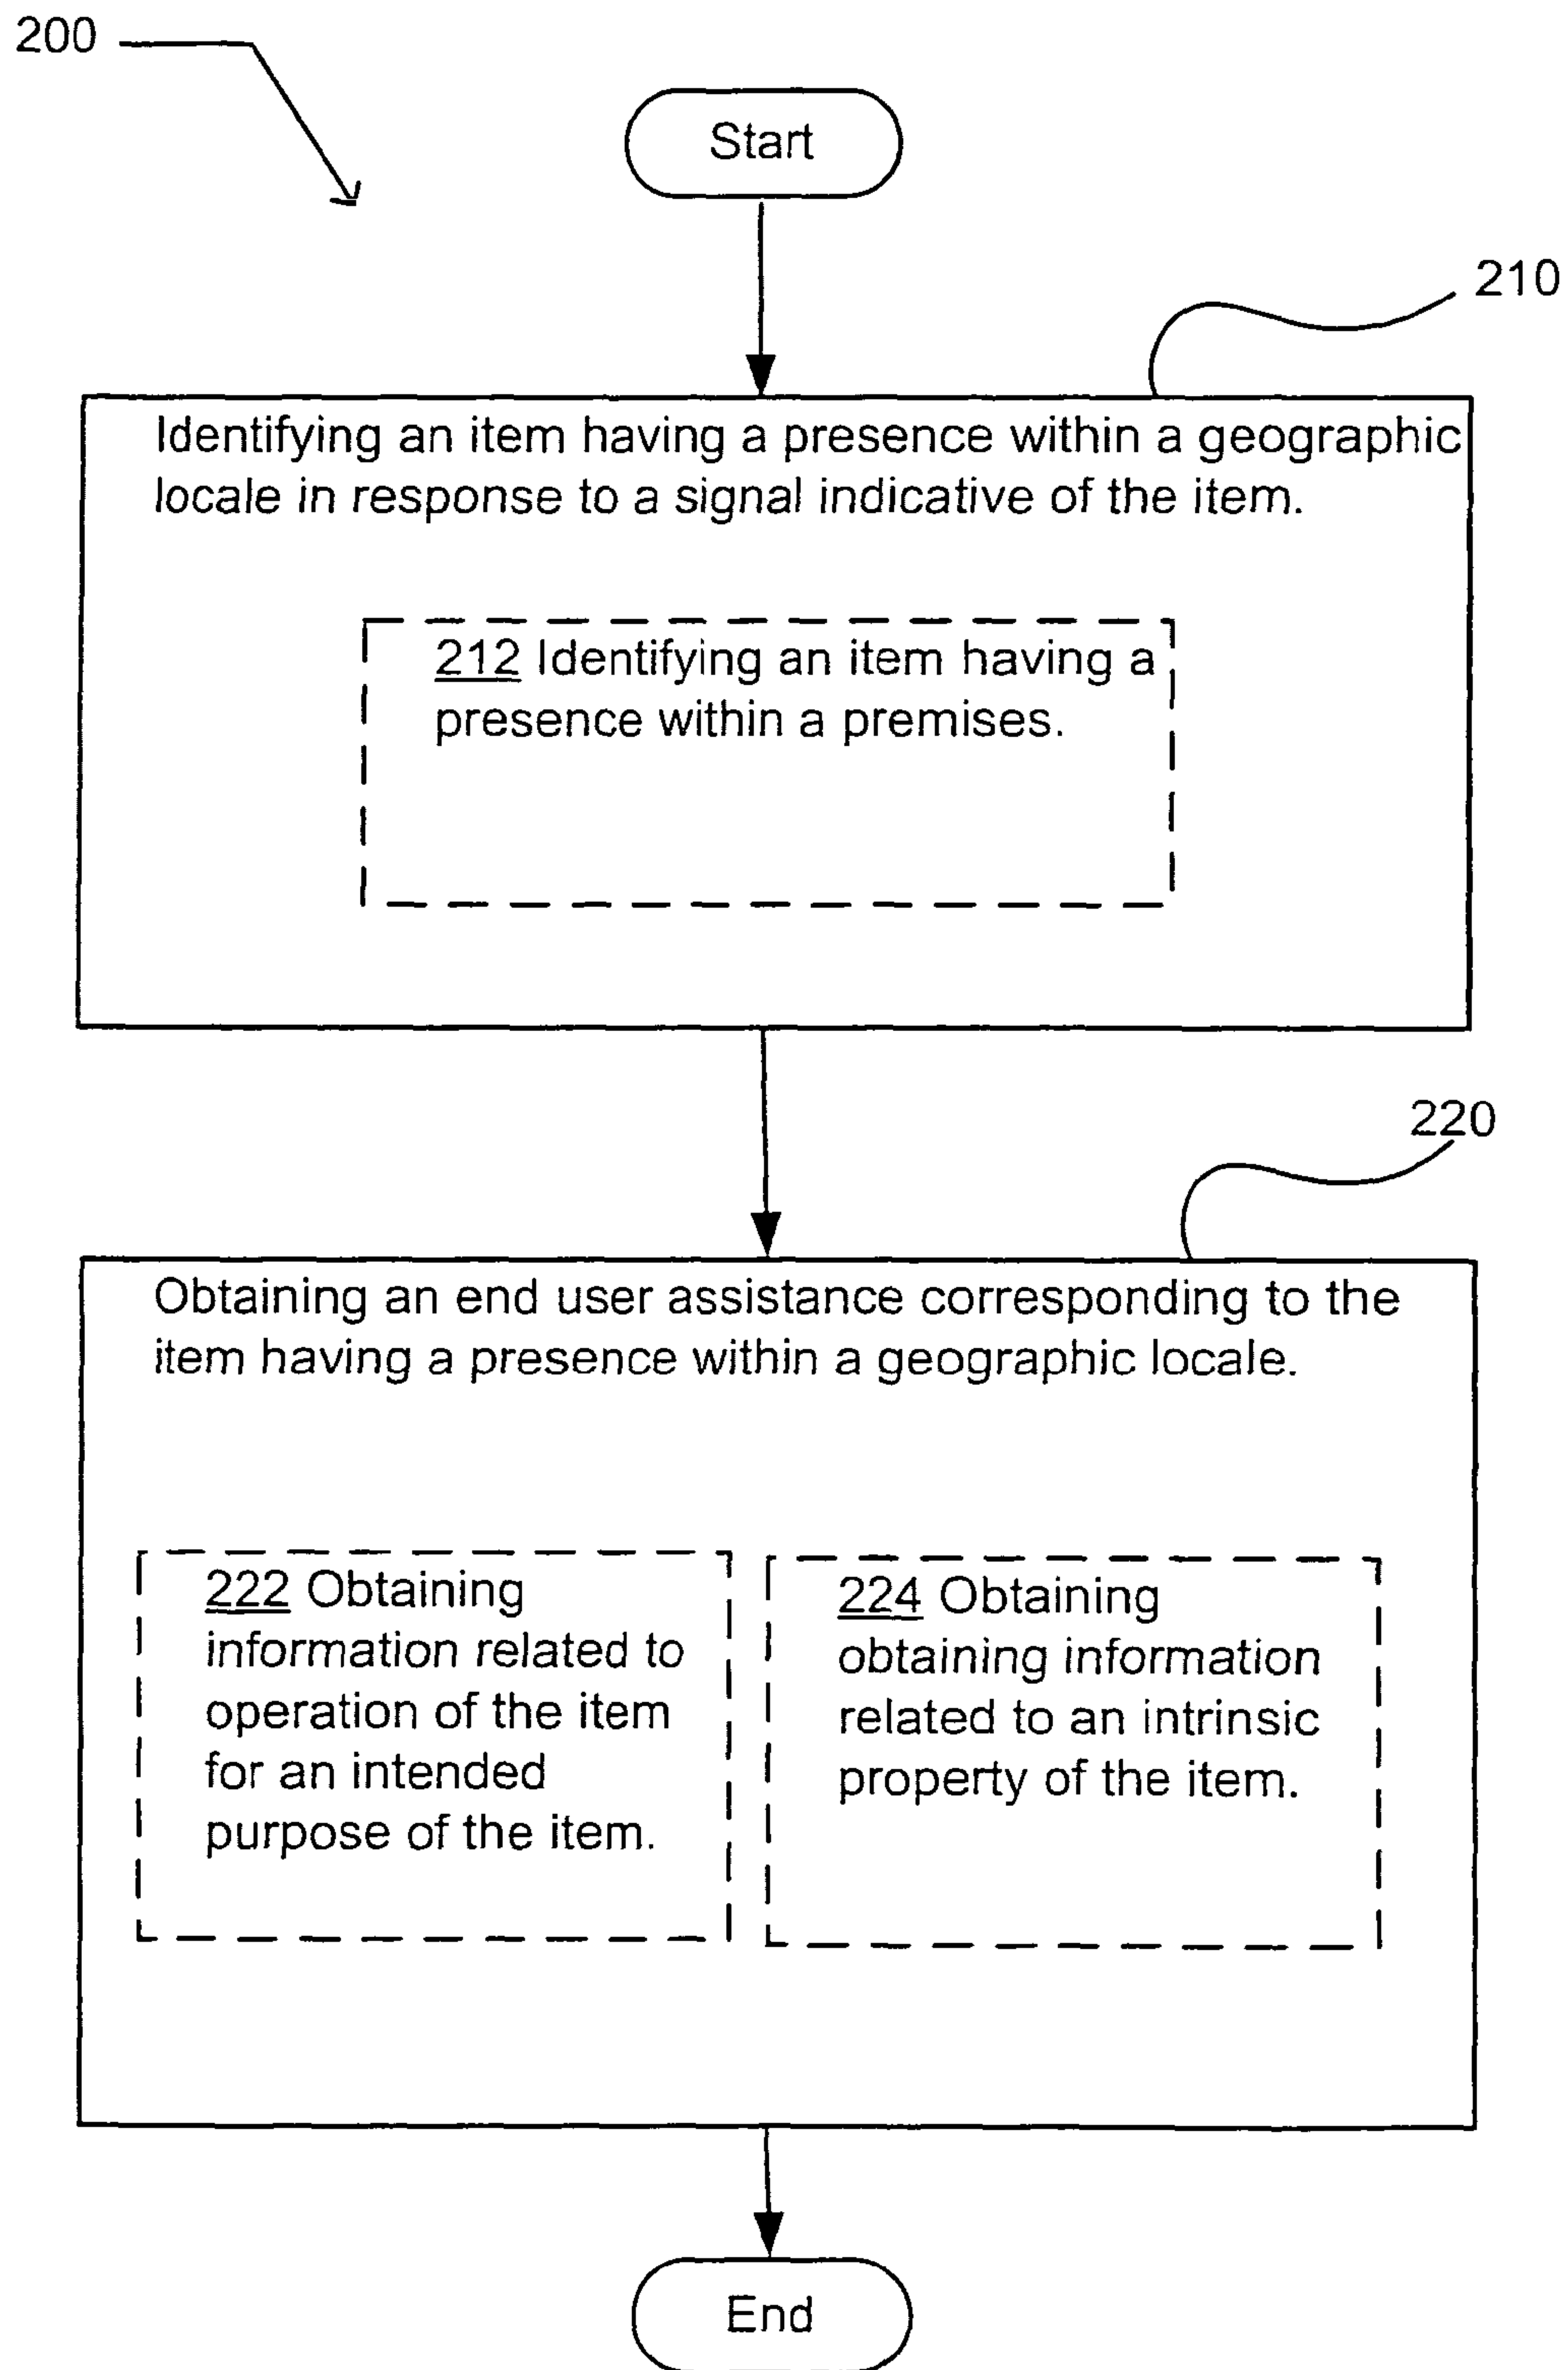 200
Start
210
Identifying an item having a presence within a geographic
locale in response to a signal indicative of the item.
212 Identifying an item having a
presence within a premises.
220
Obtaining an end user assistance corresponding to the
item having a presence within a geographic locale.
222 Obtaining
information related to
operation of the item
for an intended
purpose of the item.
224 Obtaining
obtaining information
related to an intrinsic
property of the item.
End